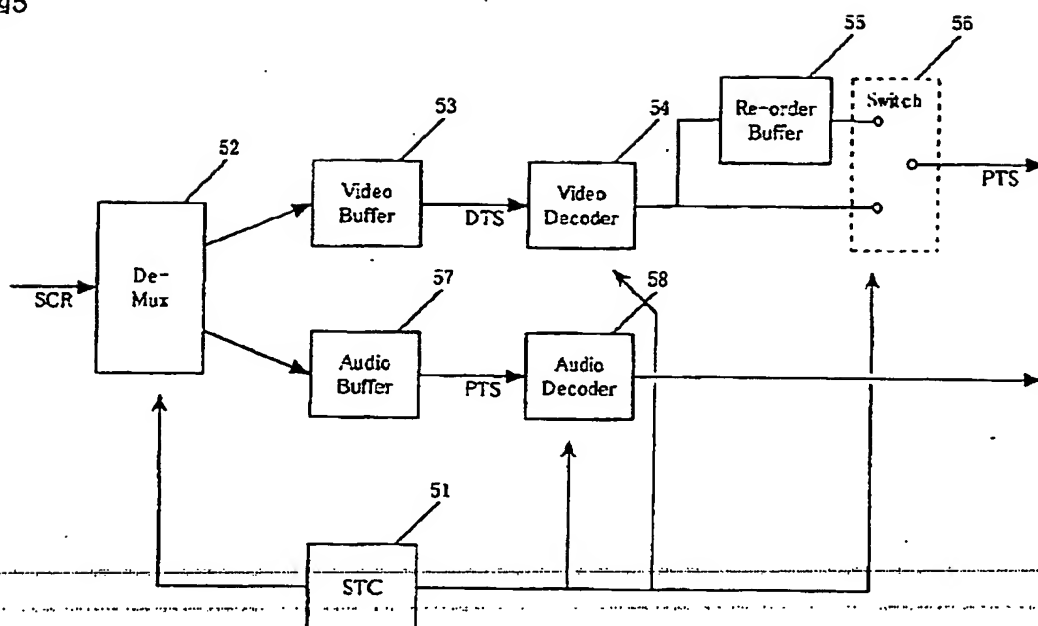 55
56
53
54
Re-order
Buffer
Switch
52
Video
Buffer
DTS
Video
Decoder
PTS
De-
Mux
SCR
57
58
Audio
Buffer
PTS
Audio
Decoder
51
STC